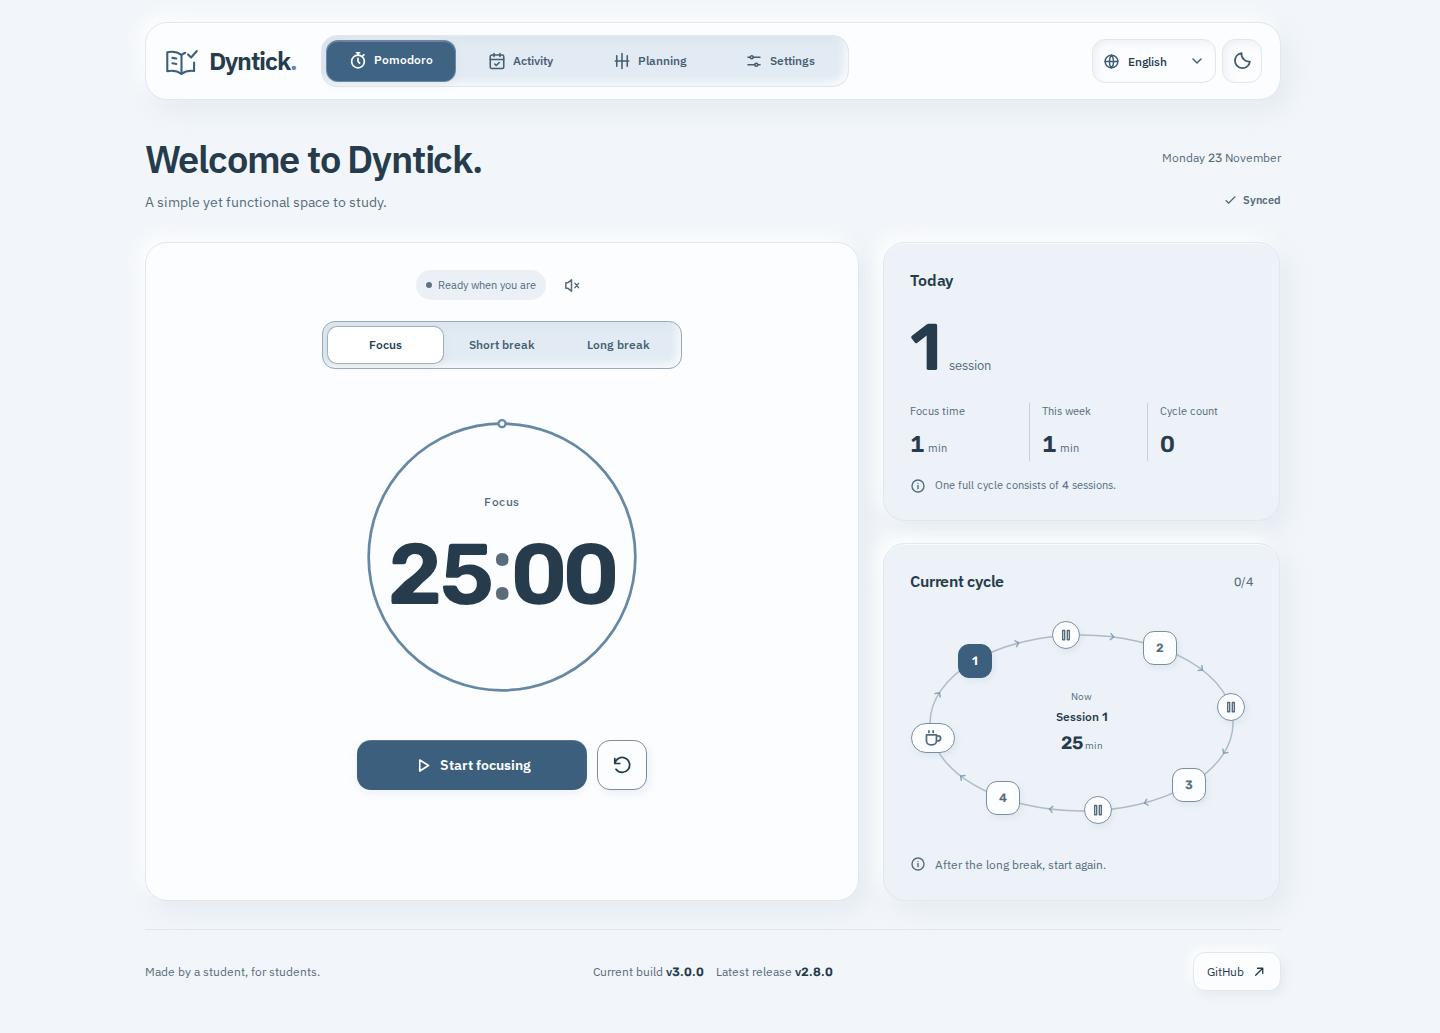 Dyntick.
Pomodoro
Activity
Planning
Settings
English
Welcome to Dyntick.
Monday 23 November
A simple yet functional space to study.
Synced
Ready when you are
Focus
Short break
Long break
Focus
25:00
Start focusing
Today
1 session
Focus time
This week
Cycle count
1 min
1 min
0
One full cycle consists of 4 sessions.
Current cycle
0/4
1
2
3
4
Now
Session 1
25 min
After the long break, start again.
Made by a student, for students.
Current build v3.0.0 Latest release v2.8.0
GitHub